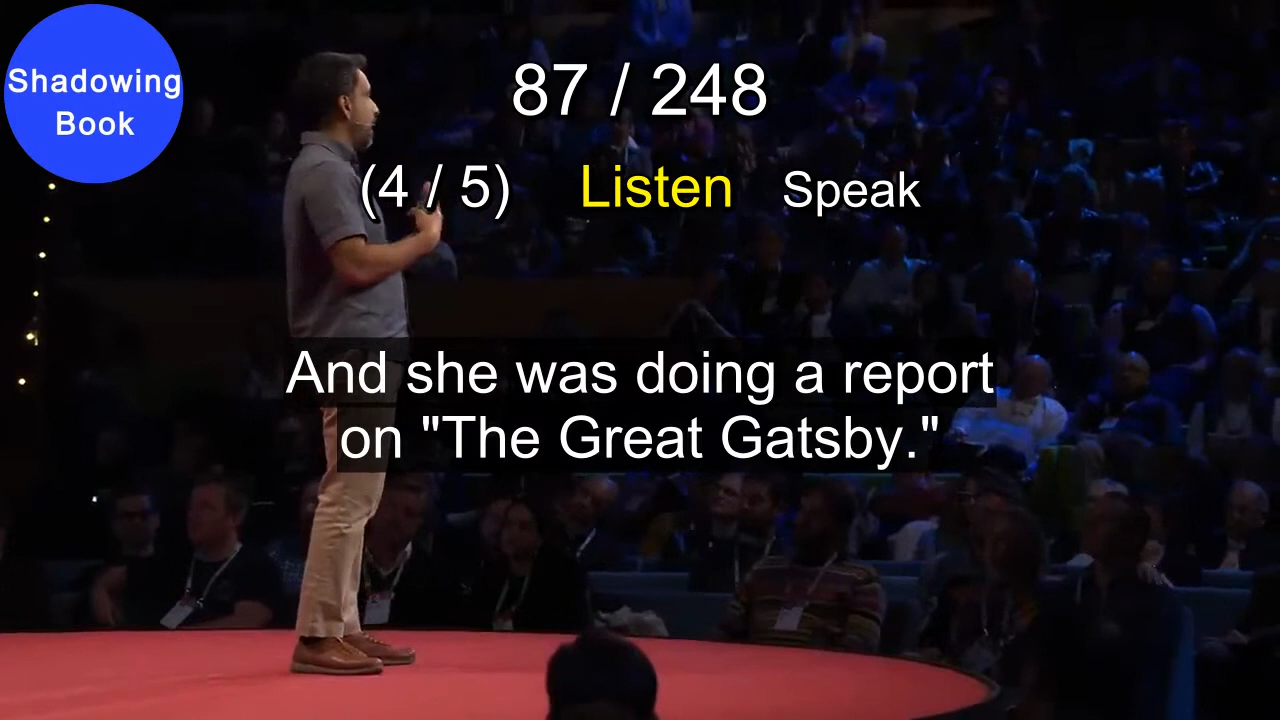 Shadowing
Book
87 / 248
(4 / 5) Listen Speak
And she was doing a report
on "The Great Gatsby."